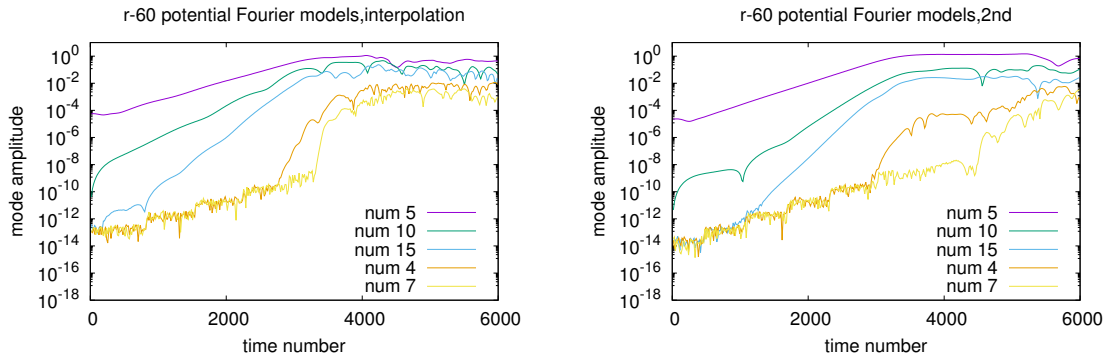 r-60 potential Fourier models,interpolation
mode amplitude
10^0
10^-2
10^-4
10^-6
10^-8
10^-10
10^-12
10^-14
10^-16
10^-18
num 5
num 10
num 15
num 4
num 7
0 2000 4000 6000
time number
r-60 potential Fourier models,2nd
mode amplitude
10^0
10^-2
10^-4
10^-6
10^-8
10^-10
10^-12
10^-14
10^-16
10^-18
num 5
num 10
num 15
num 4
num 7
0 2000 4000 6000
time number